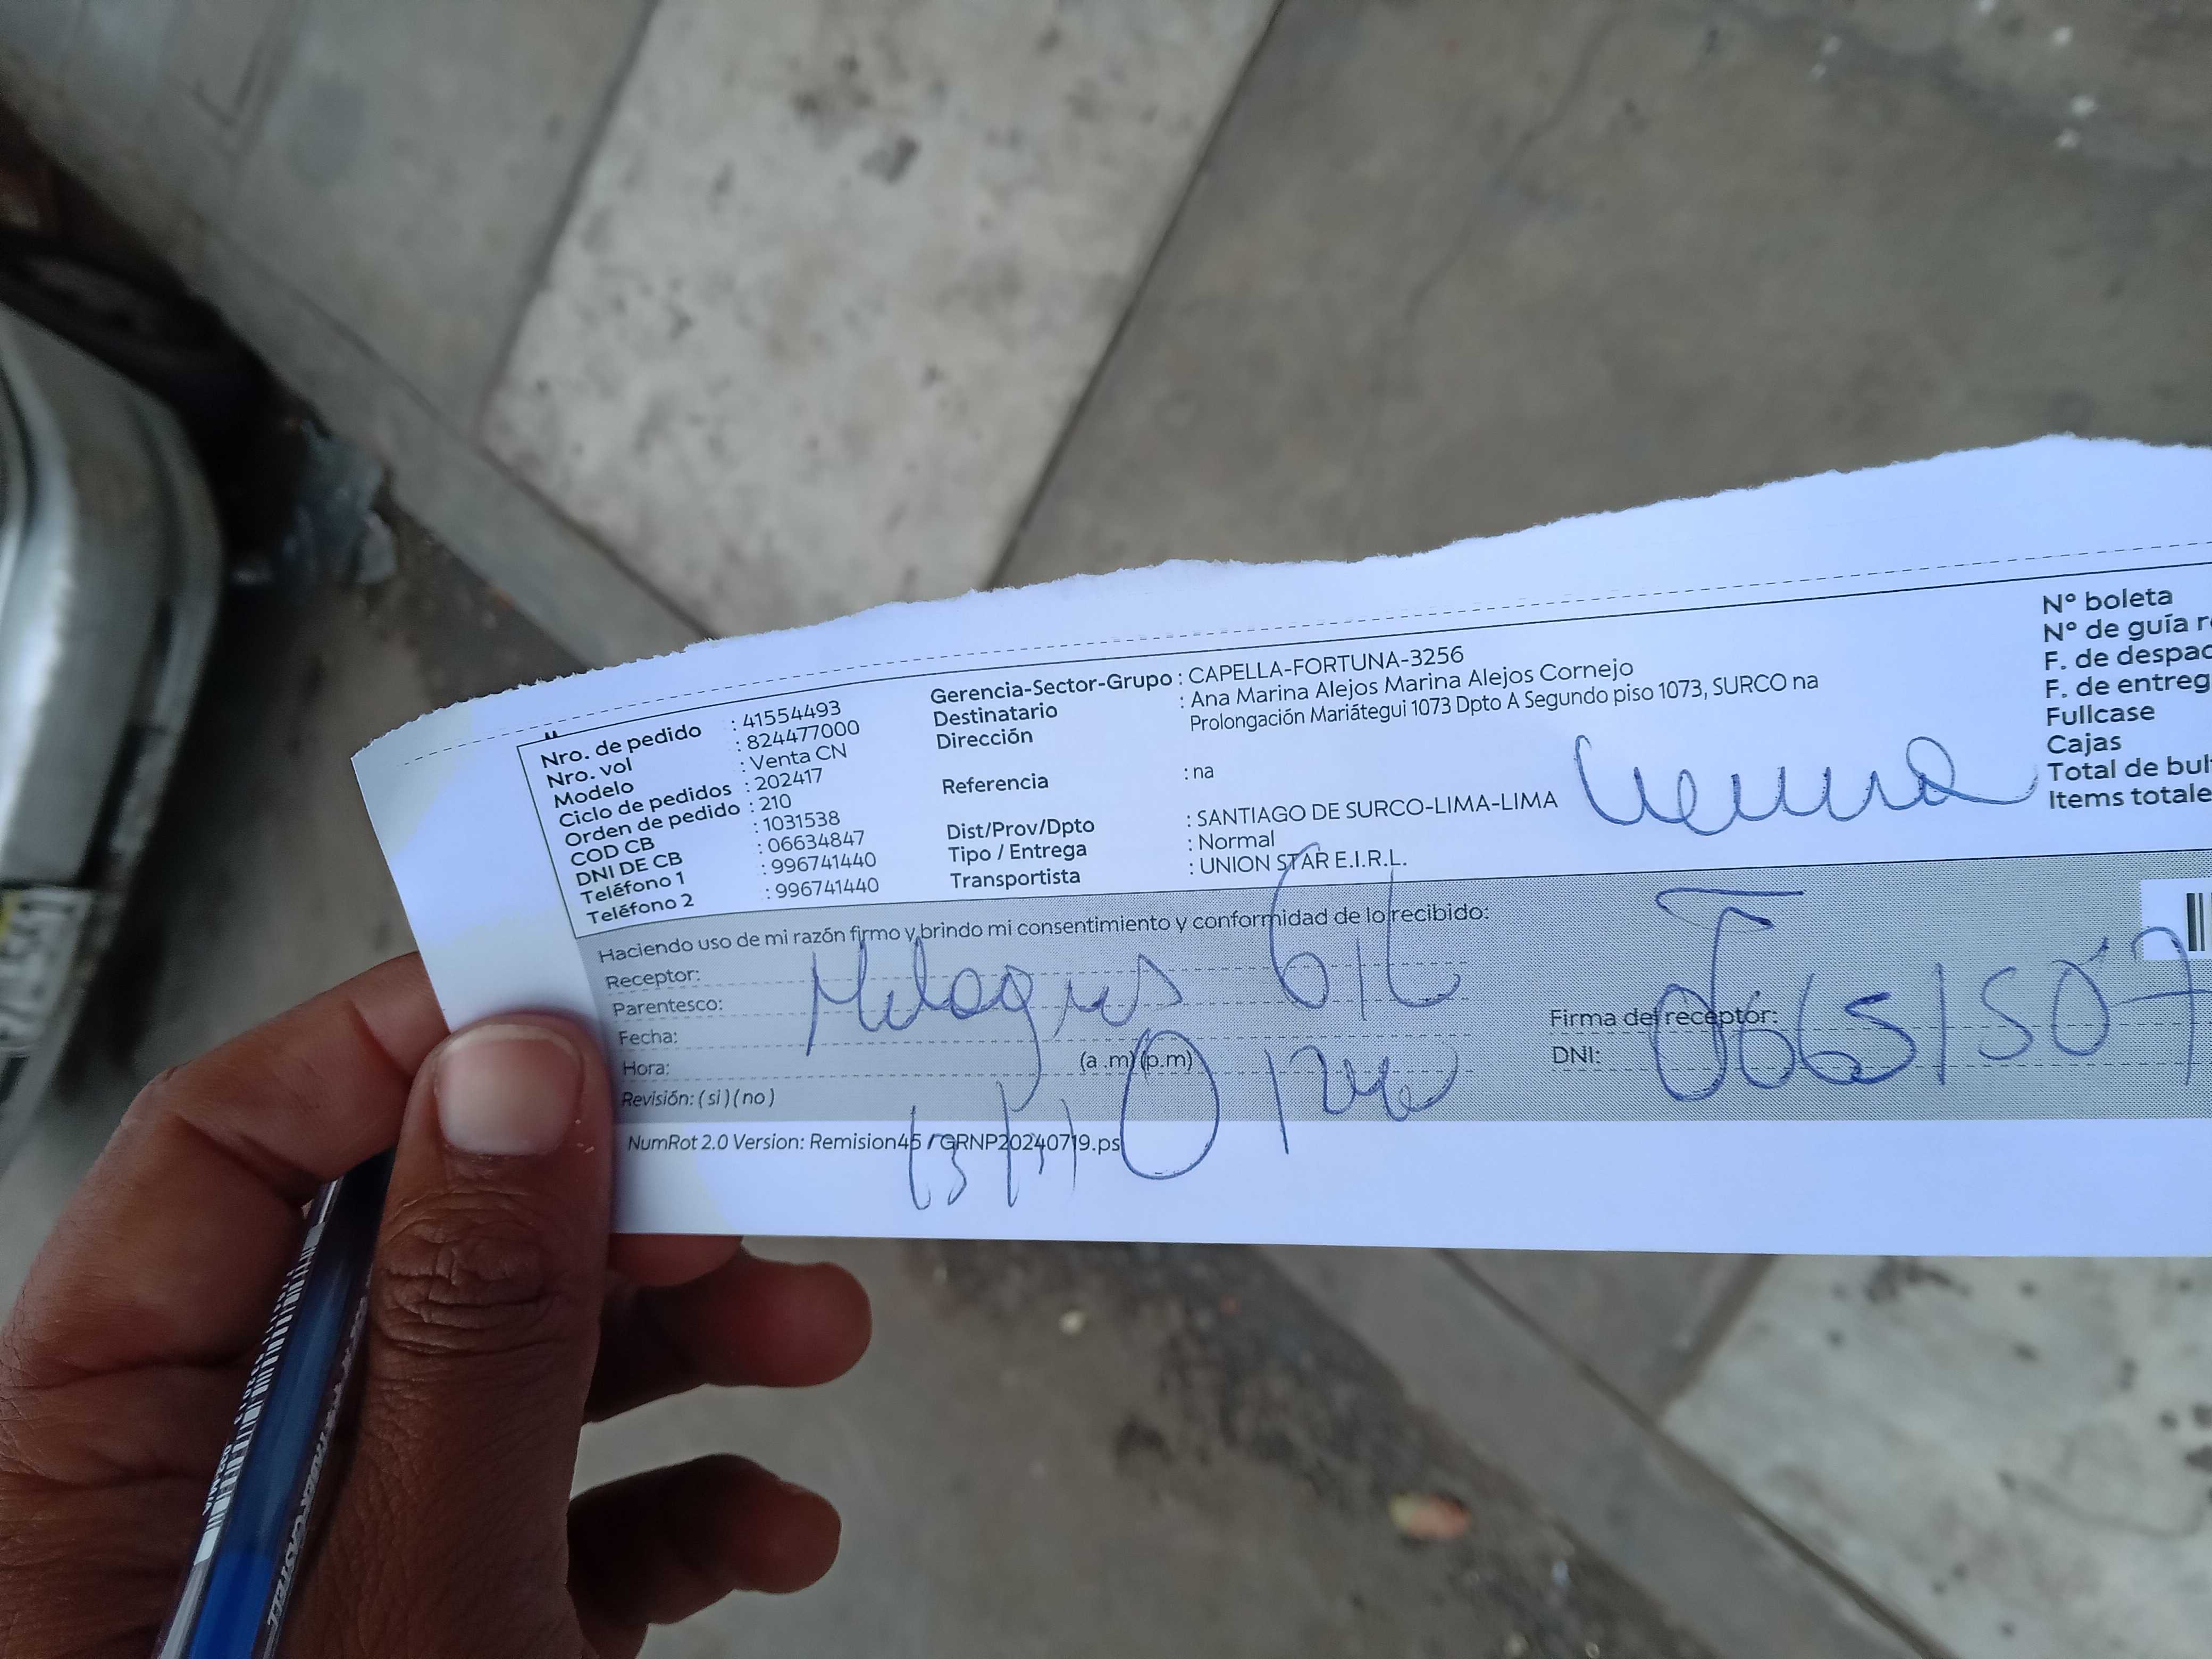 Nro. de pedido : 41554493
Nro. vol : 824477000
Modelo : Venta CN
Ciclo de pedidos : 202417
Orden de pedido : 210
COD CB : 1031538
DNI DE CB : 06634847
Teléfono 1 : 996741440
Teléfono 2 : 996741440
Gerencia-Sector-Grupo : CAPELLA-FORTUNA-3256
Destinatario : Ana Marina Alejos Marina Alejos Cornejo
Dirección Prolongación Mariátegui 1073 Dpto A Segundo piso 1073, SURCO na
Referencia : na
Dist/Prov/Dpto : SANTIAGO DE SURCO-LIMA-LIMA
Tipo / Entrega : Normal
Transportista : UNION STAR E.I.R.L.
Nº boleta
Nº de guía
F. de despac
F. de entreg
Fullcase
Cajas
Total de bul
Items totale
Haciendo uso de mi razón firmo y brindo mi consentimiento y conformidad de lo recibido:
Receptor:
Parentesco:
Fecha:
Hora: (a .m) (p.m)
Revisión: ( si ) ( no )
Firma del receptor:
DNI:
NumRot 2.0 Version: Remision45 / GRNP20240719.ps